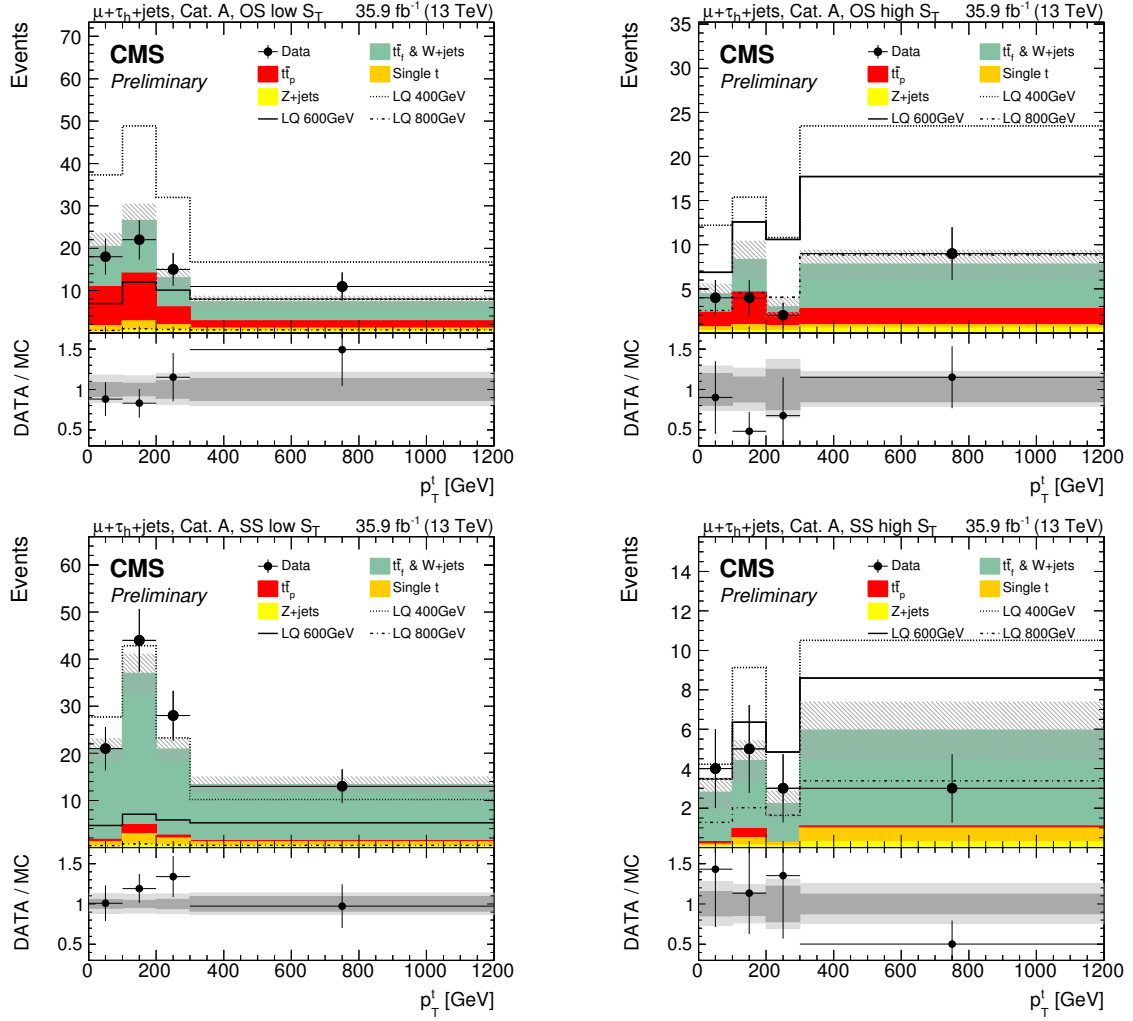 μ+τh+jets, Cat. A, OS low ST 35.9 fb-1 (13 TeV)
Events
70
60
50
40
30
20
10
CMS
Preliminary
Data
tt̄f & W+jets
tt̄p
Single t
Z+jets
LQ 400GeV
LQ 600GeV
LQ 800GeV
DATA / MC
1.5
1
0.5
0 200 400 600 800 1000 1200
pTt [GeV]
μ+τh+jets, Cat. A, OS high ST 35.9 fb-1 (13 TeV)
Events
35
30
25
20
15
10
5
CMS
Preliminary
Data
tt̄f & W+jets
tt̄p
Single t
Z+jets
LQ 400GeV
LQ 600GeV
LQ 800GeV
DATA / MC
1.5
1
0.5
0 200 400 600 800 1000 1200
pTt [GeV]
μ+τh+jets, Cat. A, SS low ST 35.9 fb-1 (13 TeV)
Events
60
50
40
30
20
10
CMS
Preliminary
Data
tt̄f & W+jets
tt̄p
Single t
Z+jets
LQ 400GeV
LQ 600GeV
LQ 800GeV
DATA / MC
1.5
1.0
0.5
0 200 400 600 800 1000 1200
pTt [GeV]
μ+τh+jets, Cat. A, SS high ST 35.9 fb-1 (13 TeV)
Events
14
12
10
8
6
4
2
CMS
Preliminary
Data
tt̄f & W+jets
tt̄p
Single t
Z+jets
LQ 400GeV
LQ 600GeV
LQ 800GeV
DATA / MC
1.5
1.0
0.5
0 200 400 600 800 1000 1200
pTt [GeV]